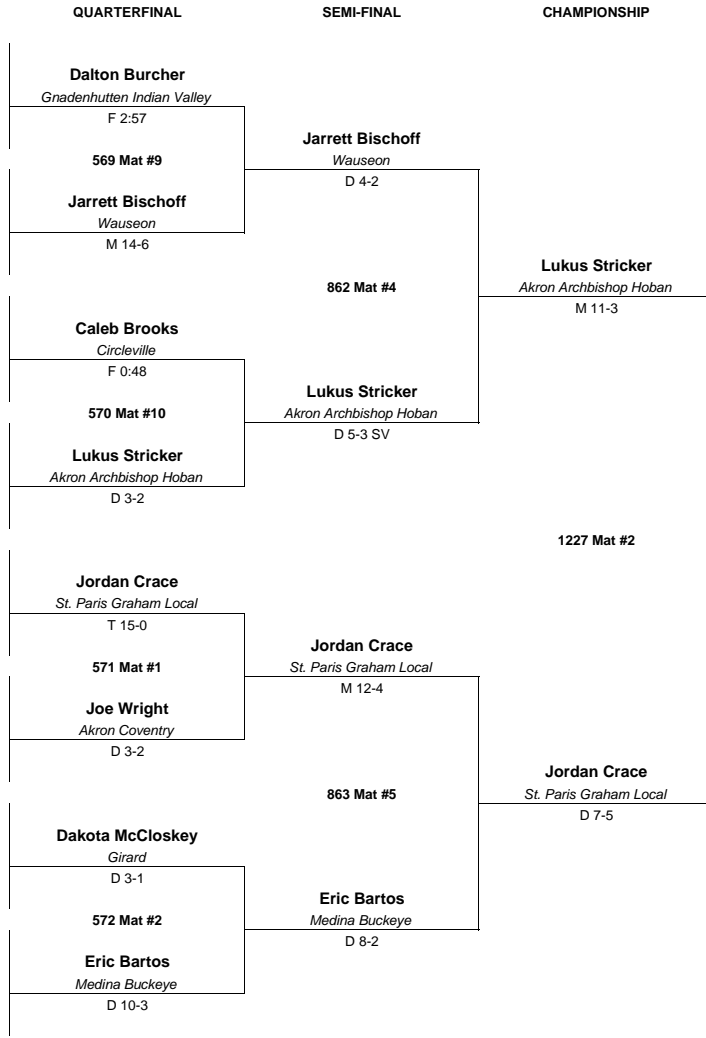 QUARTERFINAL
SEMI-FINAL
CHAMPIONSHIP
Dalton Burcher
Gnadenhutten Indian Valley
F 2:57
569 Mat #9
Jarrett Bischoff
Wauseon
M 14-6
Jarrett Bischoff
Wauseon
D 4-2
Caleb Brooks
Circleville
F 0:48
570 Mat #10
Lukus Stricker
Akron Archbishop Hoban
D 3-2
862 Mat #4
Lukus Stricker
Akron Archbishop Hoban
D 5-3 SV
Lukus Stricker
Akron Archbishop Hoban
M 11-3
1227 Mat #2
Jordan Crace
St. Paris Graham Local
T 15-0
571 Mat #1
Joe Wright
Akron Coventry
D 3-2
Jordan Crace
St. Paris Graham Local
M 12-4
863 Mat #5
Dakota McCloskey
Girard
D 3-1
572 Mat #2
Eric Bartos
Medina Buckeye
D 10-3
Eric Bartos
Medina Buckeye
D 8-2
Jordan Crace
St. Paris Graham Local
D 7-5